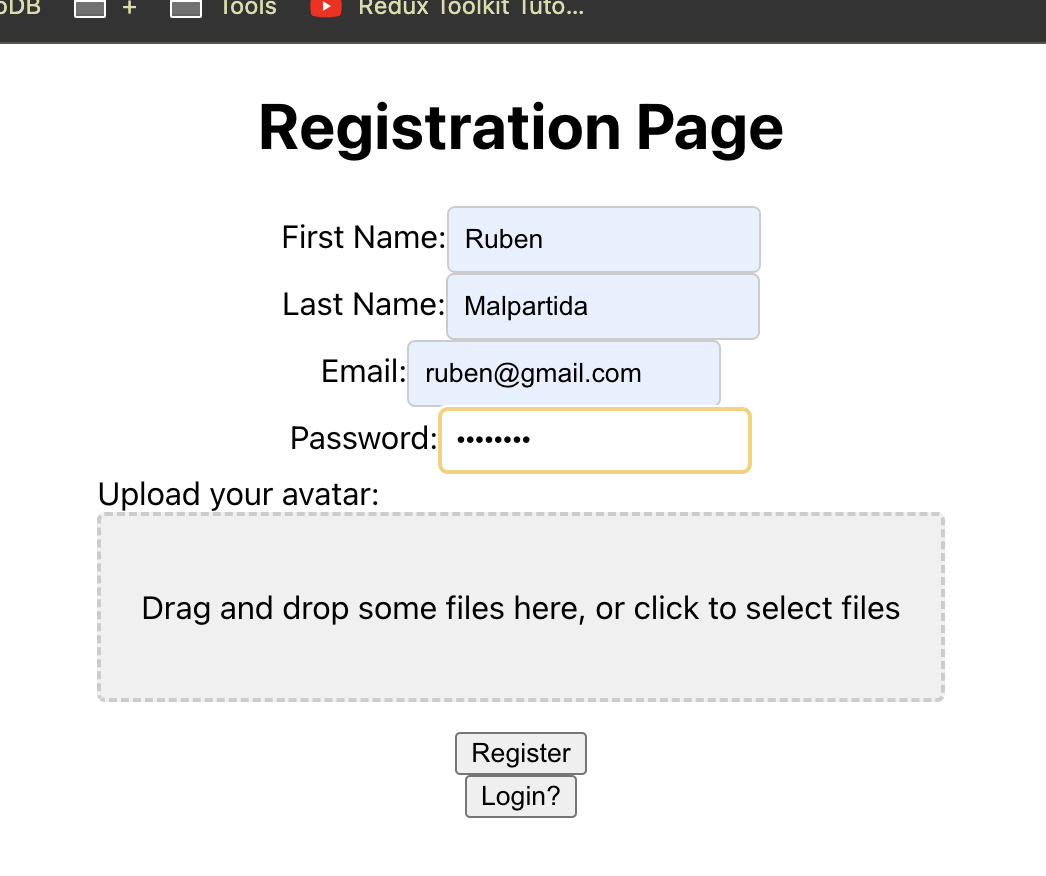 oDB + Tools Redux Toolkit Tuto...
Registration Page
First Name: Ruben
Last Name: Malpartida
Email: ruben@gmail.com
Password: ••••••••
Upload your avatar:
Drag and drop some files here, or click to select files
Register
Login?